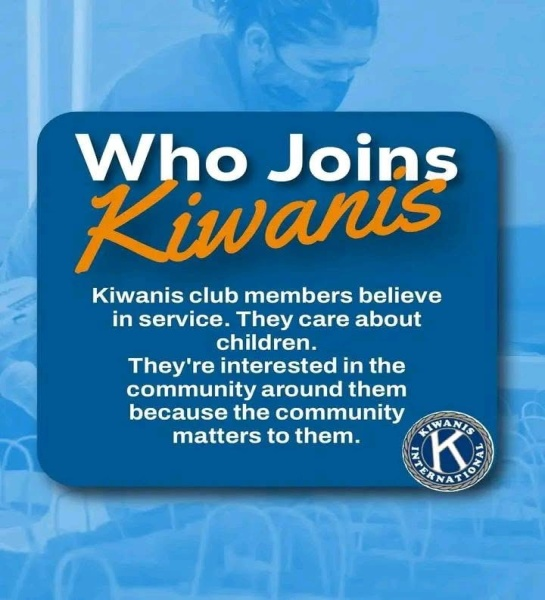 Who Joins
Kiwanis
Kiwanis club members believe
in service. They care about
children.
They're interested in the
community around them
because the community
matters to them.
KIWANIS
K
INTERNATIONAL